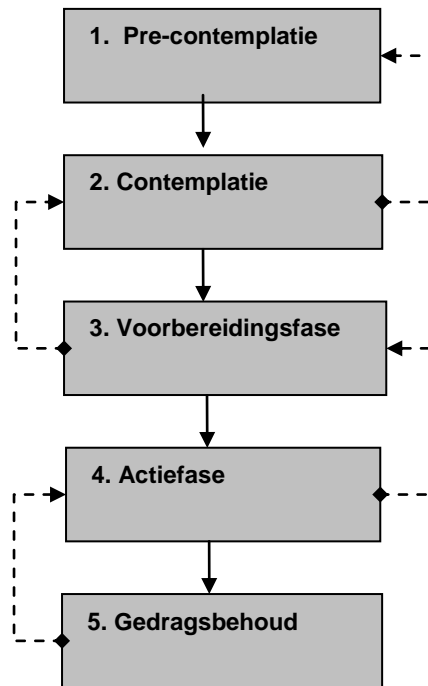 1. Pre-contemplatie
2. Contemplatie
3. Voorbereidingsfase
4. Actiefase
5. Gedragsbehoud